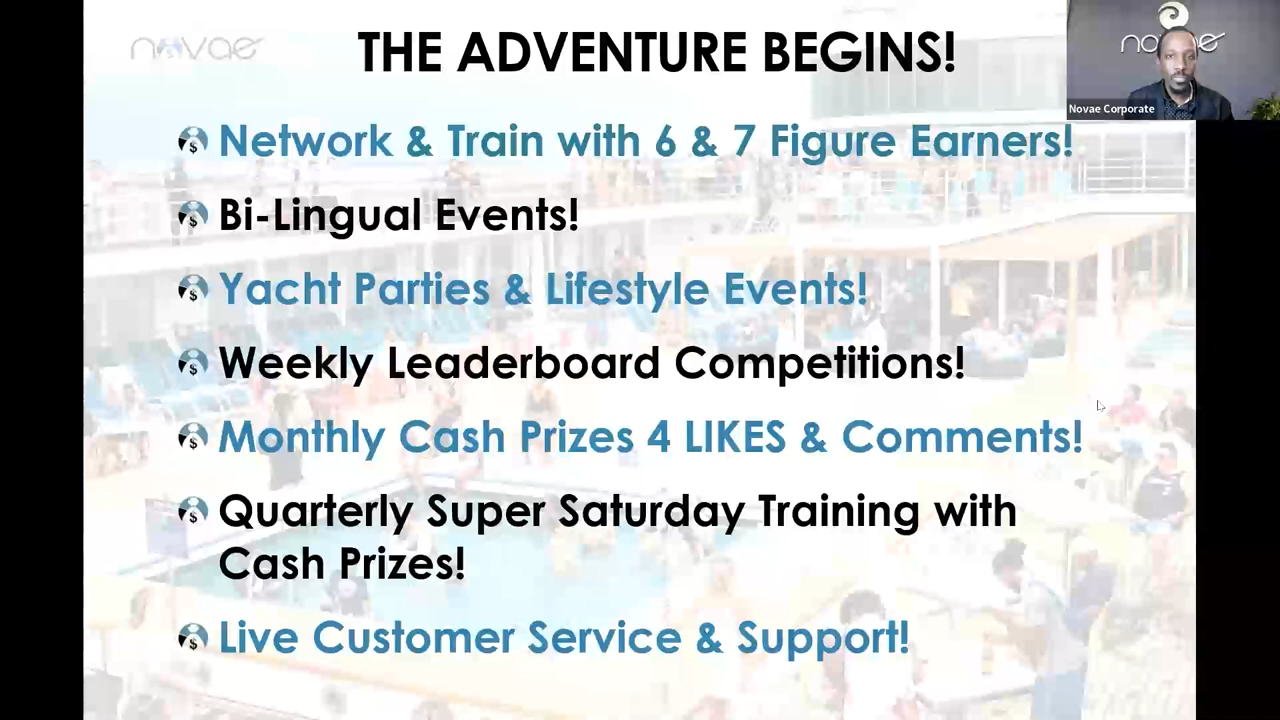 novae
THE ADVENTURE BEGINS!
novae
Novae Corporate
Network & Train with 6 & 7 Figure Earners!
Bi-Lingual Events!
Yacht Parties & Lifestyle Events!
Weekly Leaderboard Competitions!
Monthly Cash Prizes 4 LIKES & Comments!
Quarterly Super Saturday Training with
Cash Prizes!
Live Customer Service & Support!